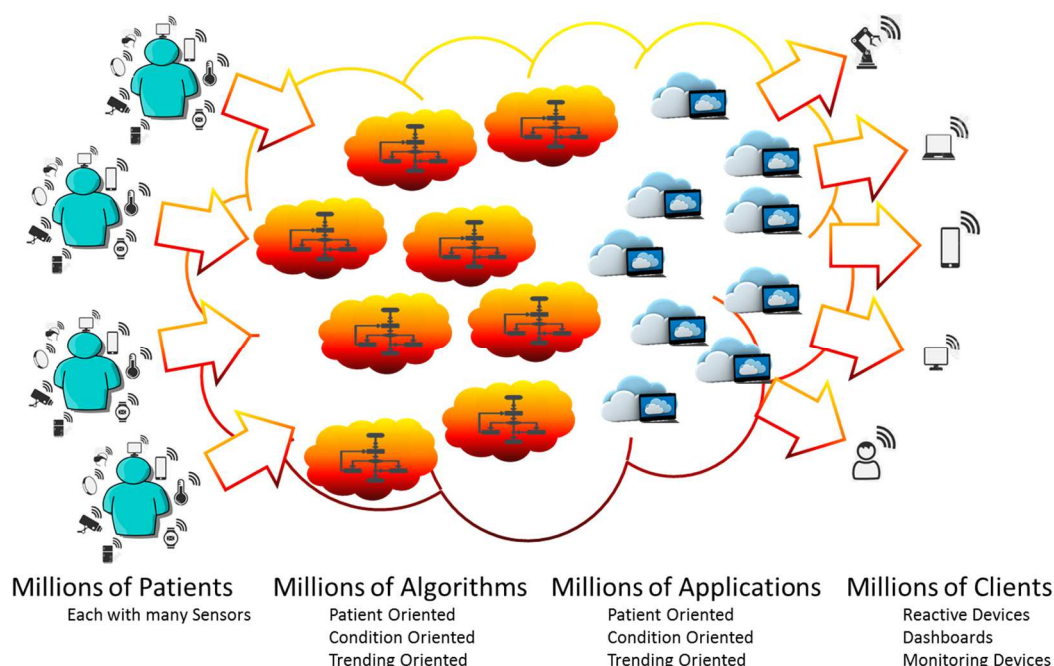 Millions of Patients
Each with many Sensors
Millions of Algorithms
Patient Oriented
Condition Oriented
Trending Oriented
Millions of Applications
Patient Oriented
Condition Oriented
Trending Oriented
Millions of Clients
Reactive Devices
Dashboards
Monitoring Devices